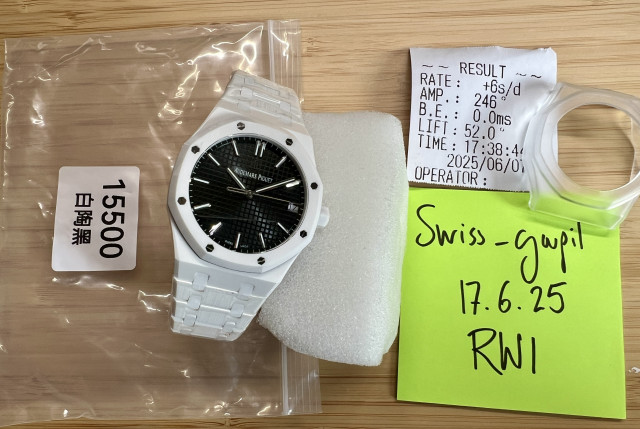 15500
白陶黑
AUDEMARS PIGUET
~ ~ RESULT ~ ~
RATE: +6s/d
AMP.: 246°
B.E.: 0.0ms
LIFT: 52.0°
TIME: 17:38:44
2025/06/07
OPERATOR:
Swiss_gwpil
17.6.25
RWI